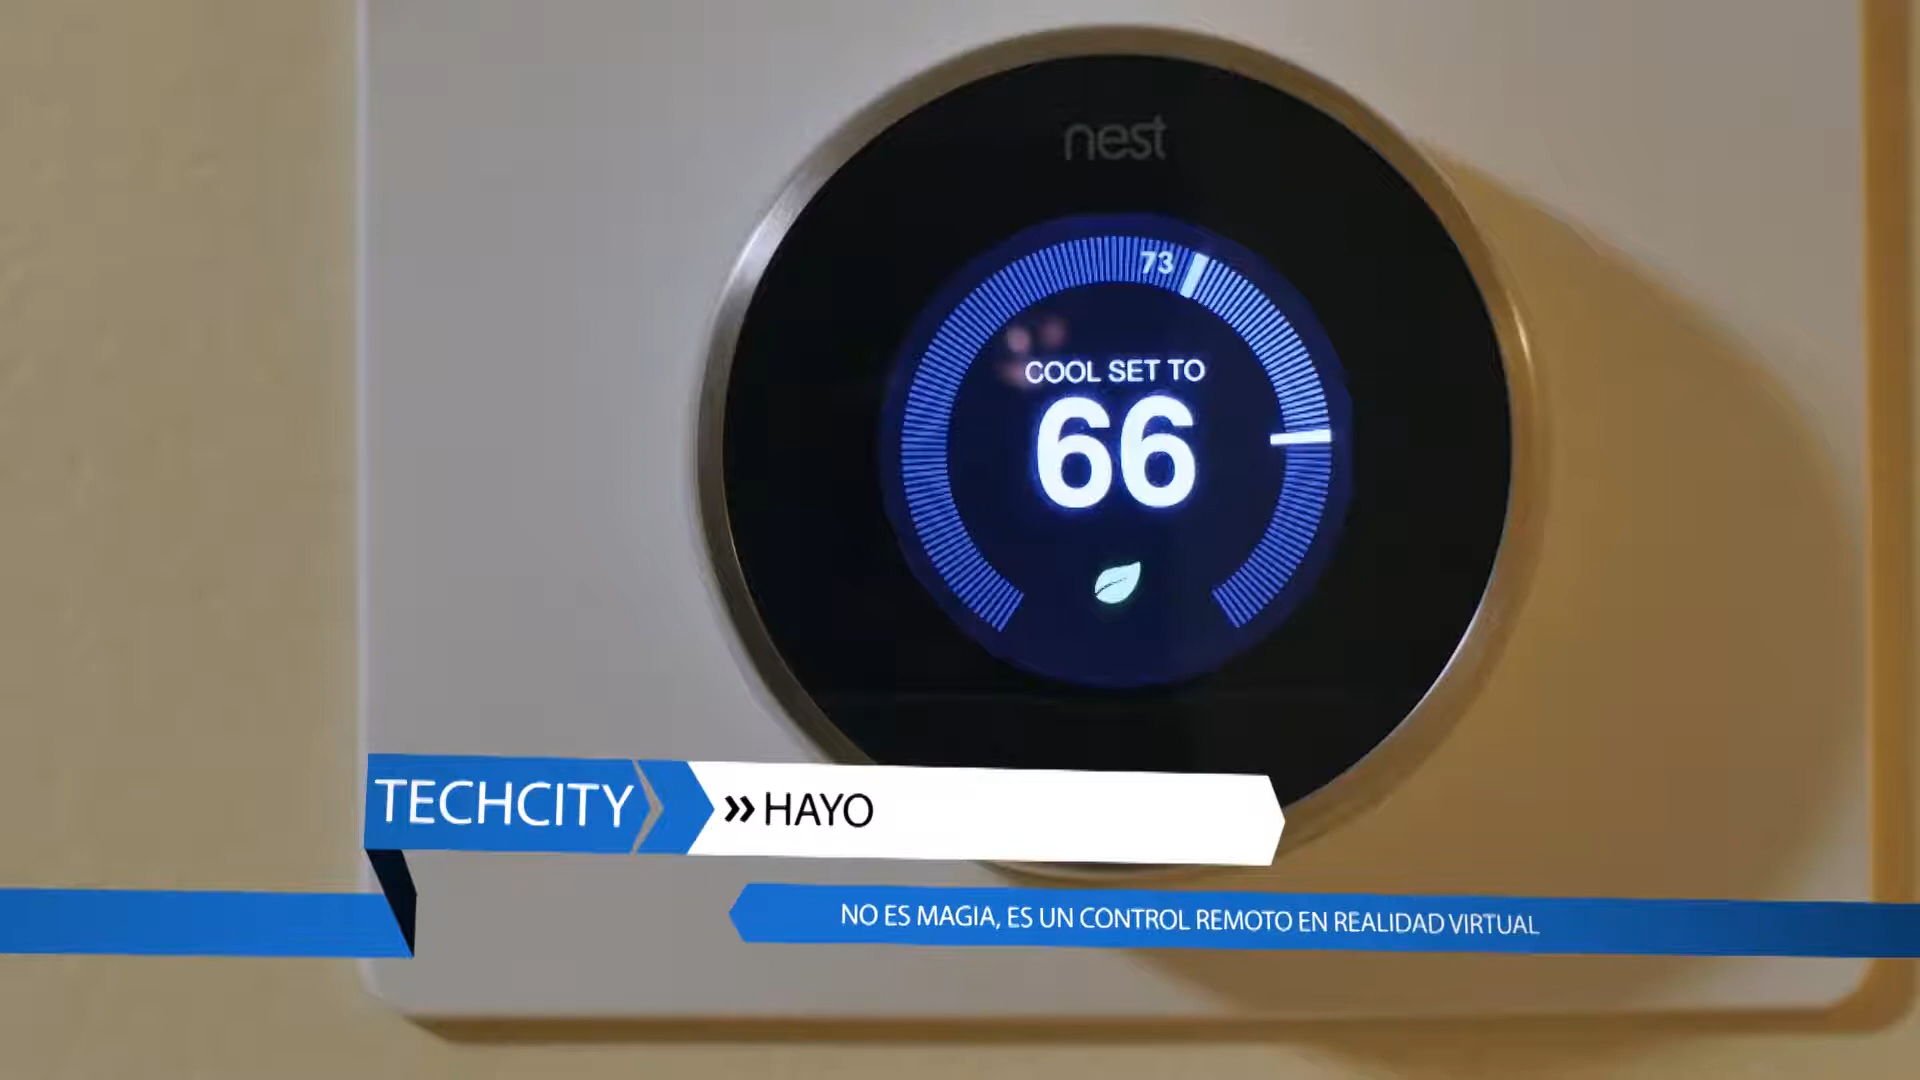 nest
73
COOL SET TO
66
TECHCITY
» HAYO
NO ES MAGIA, ES UN CONTROL REMOTO EN REALIDAD VIRTUAL